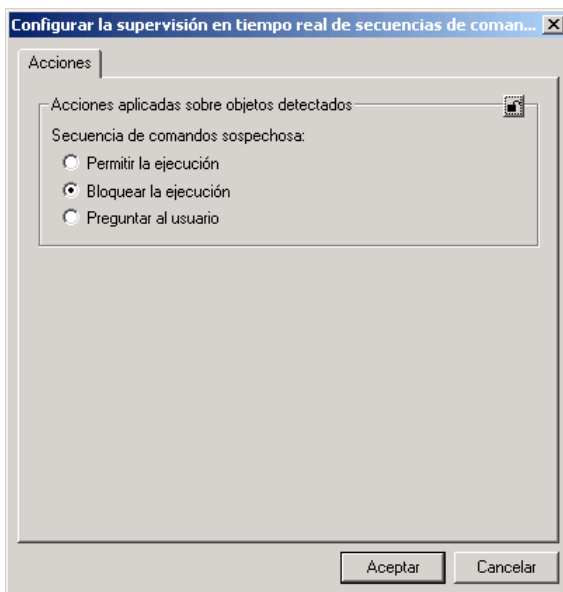 Configurar la supervisión en tiempo real de secuencias de coman...
Acciones
Acciones aplicadas sobre objetos detectados
Secuencia de comandos sospechosa:
Permitir la ejecución
Bloquear la ejecución
Preguntar al usuario
Aceptar
Cancelar